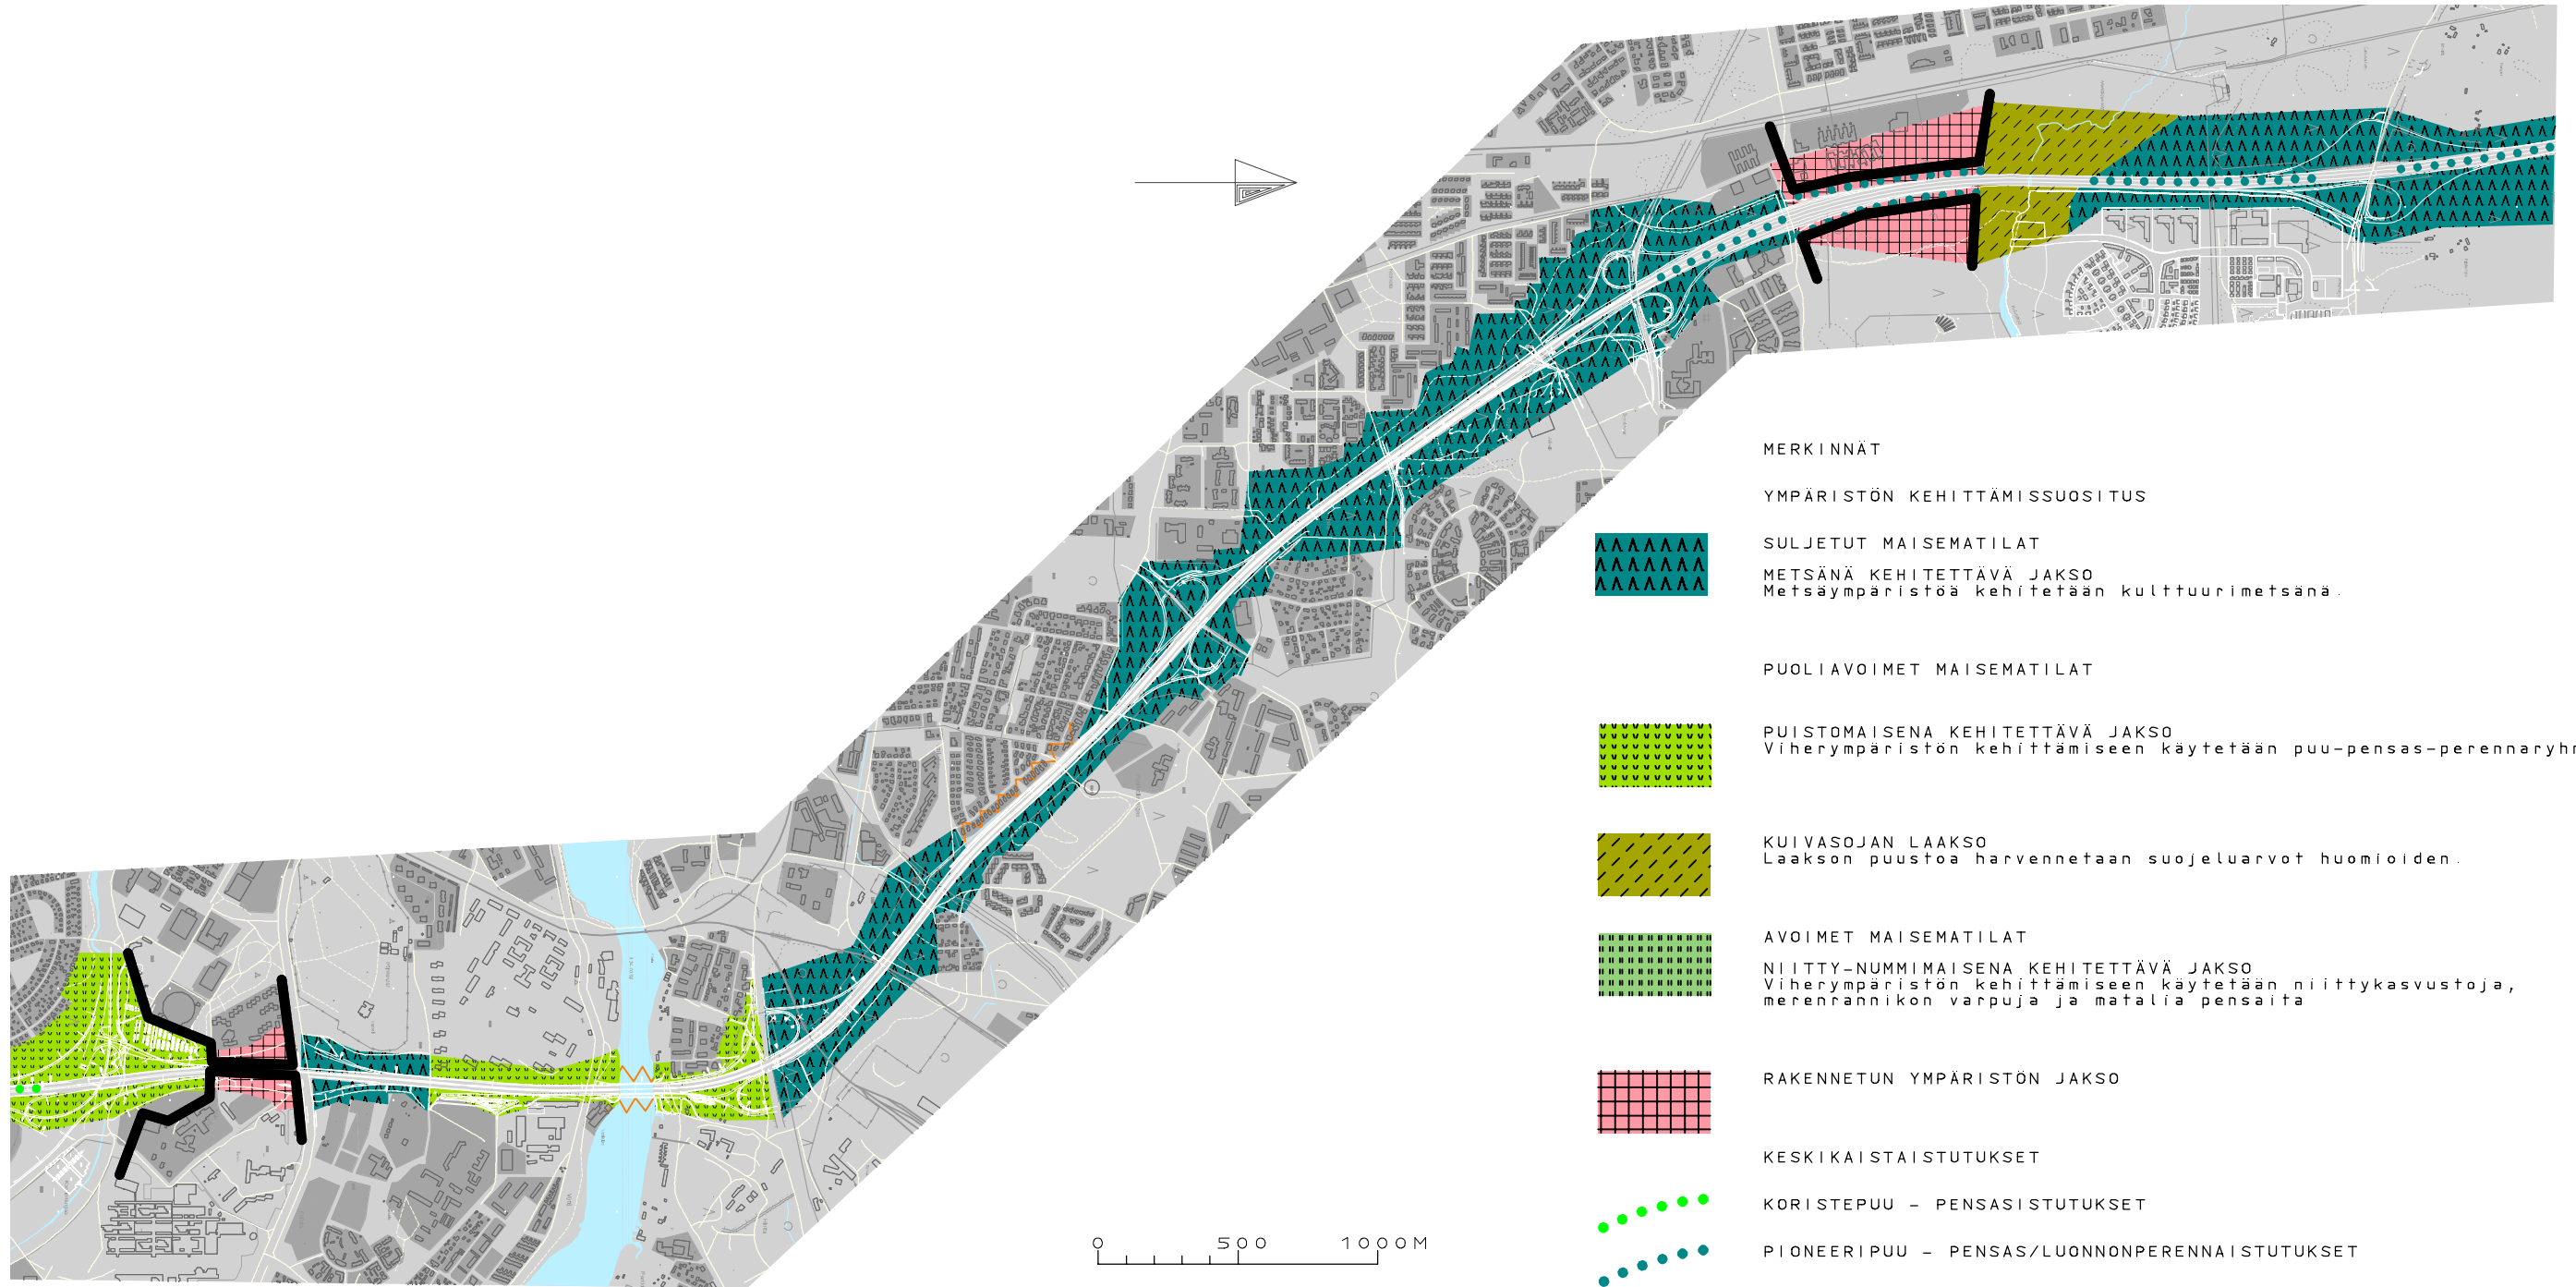 MERKINNÄT
YMPÄRISTÖN KEHITTÄMISSUOSITUS
SULJETUT MAISEMATILAT
METSÄNÄ KEHITETTÄVÄ JAKSO
Metsäympäristöä kehitetään kulttuurimetsänä.
PUOLIAVOIMET MAISEMATILAT
PUISTOMAISENA KEHITETTÄVÄ JAKSO
Viherympäristön kehittämiseen käytetään puu-pensas-perennaryhm
KUIVASOJAN LAAKSO
Laakson puustoa harvennetaan suojeluarvot huomioiden.
AVOIMET MAISEMATILAT
NIITTY-NUMMIMAISENA KEHITETTÄVÄ JAKSO
Viherympäristön kehittämiseen käytetään niittykasvustoja,
merenrannikon varpuja ja matalia pensaita
RAKENNETUN YMPÄRISTÖN JAKSO
KESKIKAISTAISTUTUKSET
KORISTEPUU - PENSASISTUTUKSET
PIONEERIPUU - PENSAS/LUONNONPERENNAISTUTUKSET
0 500 1000M